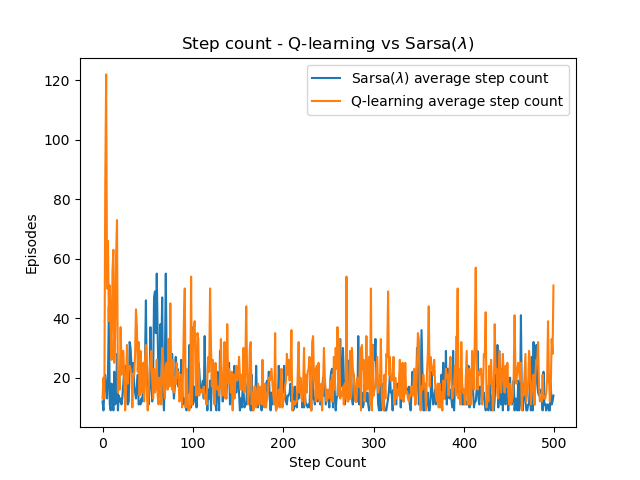 Step count - Q-learning vs Sarsa(λ)
Sarsa(λ) average step count
Q-learning average step count
Episodes
120
100
80
60
40
20
0
100
200
300
400
500
Step Count